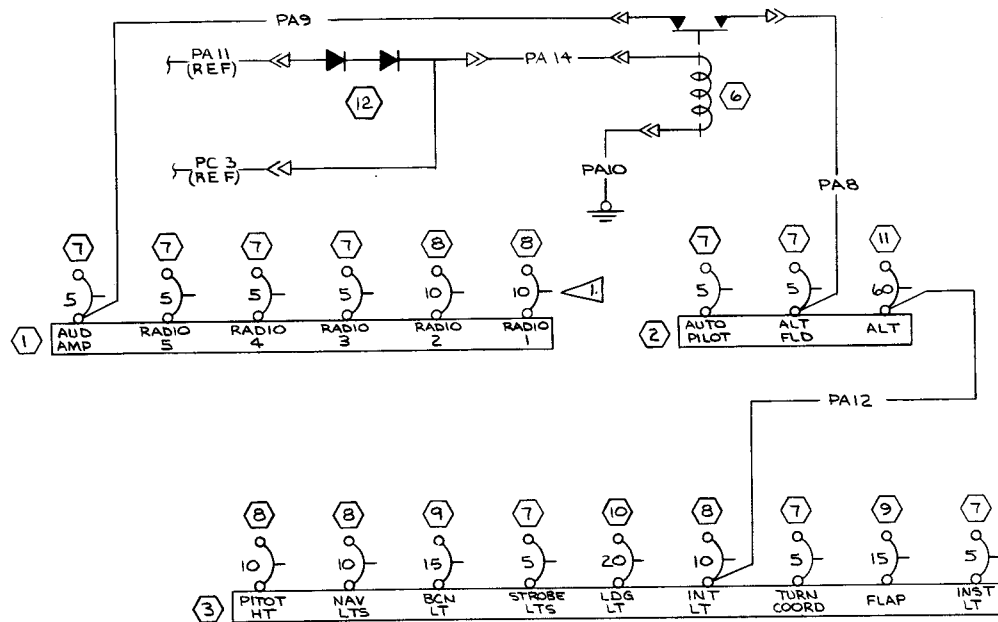 PA9
PA11
(REF)
12
PA14
6
PC 3
(REF)
PA10
PA8
7 7 7 7 8 8
5 5 5 5 10 10
1.
1
AUD AMP
RADIO 5
RADIO 4
RADIO 3
RADIO 2
RADIO 1
7 7 11
5 5 60
2
AUTO PILOT
ALT FLD
ALT
PA12
8 8 9 7 10 8 7 9 7
10 10 15 5 20 10 5 15 5
3
PITOT HT
NAV LTS
BCN LT
STROBE LTS
LDG LT
INT LT
TURN COORD
FLAP
INST LT